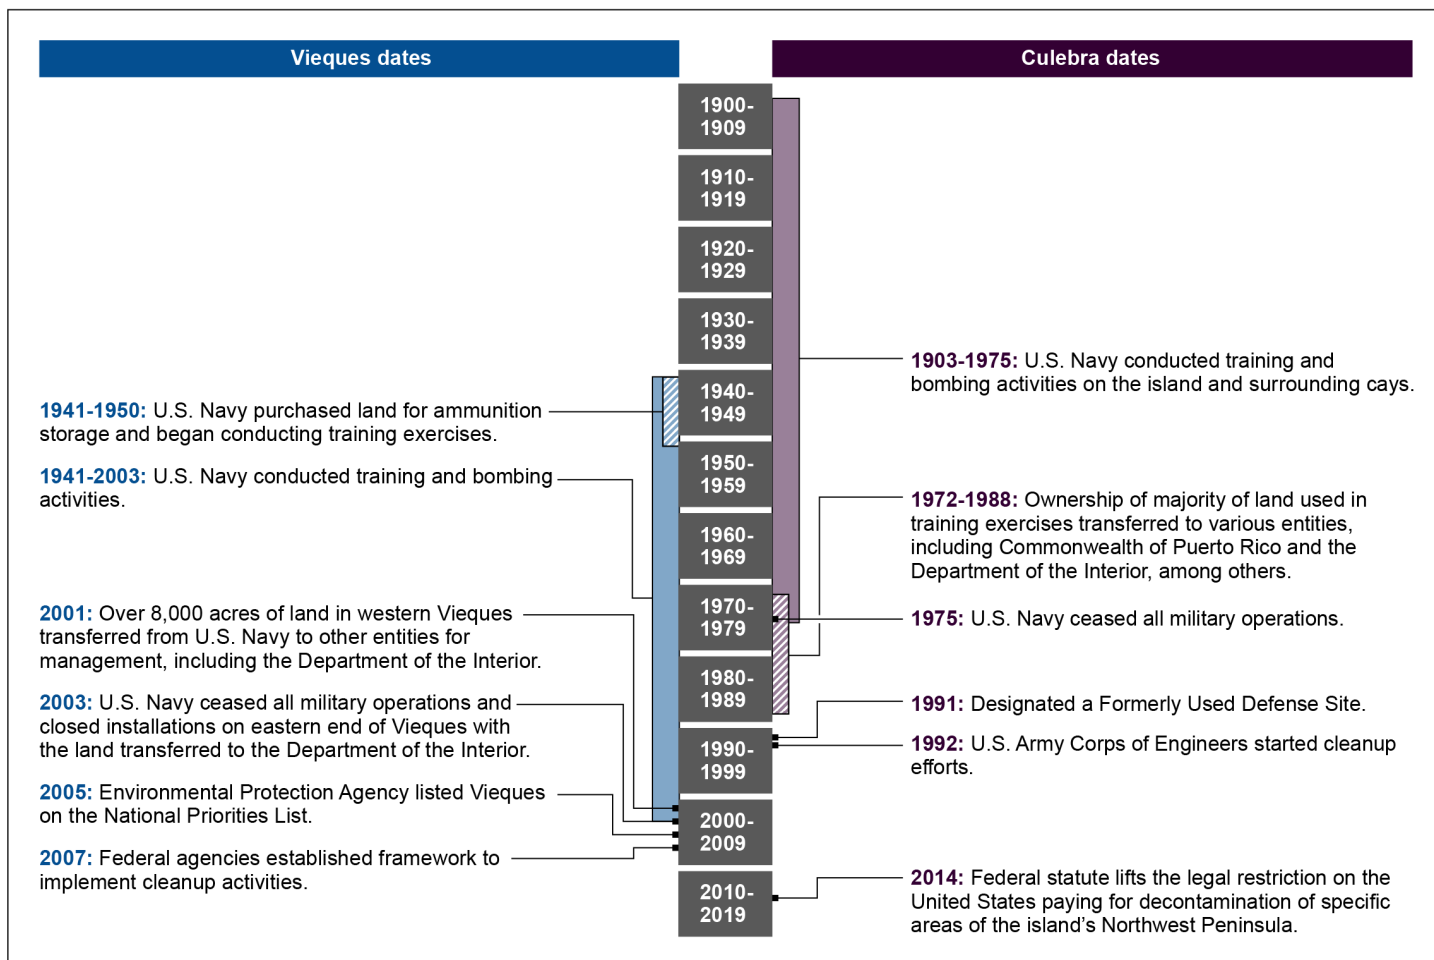 Vieques dates
Culebra dates
1900-
1909
1910-
1919
1920-
1929
1930-
1939
1940-
1949
1950-
1959
1960-
1969
1970-
1979
1980-
1989
1990-
1999
2000-
2009
2010-
2019
1941-1950: U.S. Navy purchased land for ammunition
storage and began conducting training exercises.
1941-2003: U.S. Navy conducted training and bombing
activities.
2001: Over 8,000 acres of land in western Vieques
transferred from U.S. Navy to other entities for
management, including the Department of the Interior.
2003: U.S. Navy ceased all military operations and
closed installations on eastern end of Vieques with
the land transferred to the Department of the Interior.
2005: Environmental Protection Agency listed Vieques
on the National Priorities List.
2007: Federal agencies established framework to
implement cleanup activities.
1903-1975: U.S. Navy conducted training and
bombing activities on the island and surrounding cays.
1972-1988: Ownership of majority of land used in
training exercises transferred to various entities,
including Commonwealth of Puerto Rico and the
Department of the Interior, among others.
1975: U.S. Navy ceased all military operations.
1991: Designated a Formerly Used Defense Site.
1992: U.S. Army Corps of Engineers started cleanup
efforts.
2014: Federal statute lifts the legal restriction on the
United States paying for decontamination of specific
areas of the island's Northwest Peninsula.